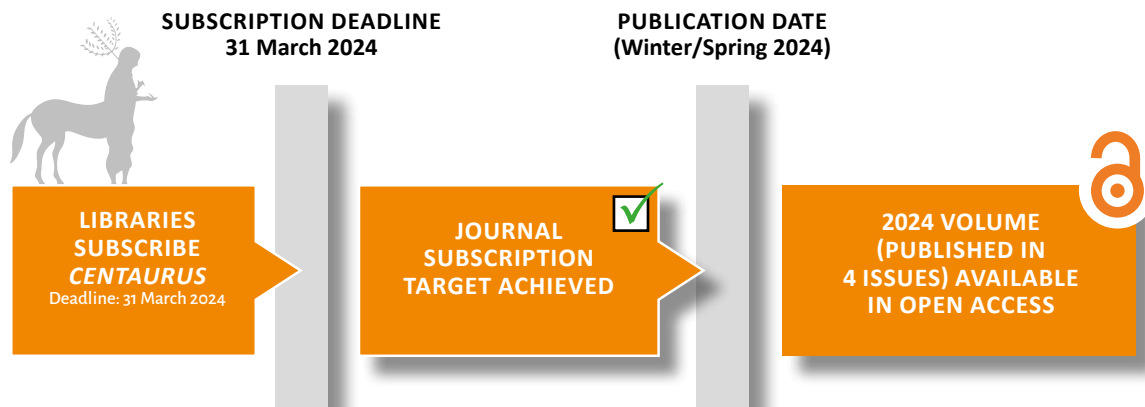 SUBSCRIPTION DEADLINE
31 March 2024
PUBLICATION DATE
(Winter/Spring 2024)
LIBRARIES
SUBSCRIBE
CENTAURUS
Deadline: 31 March 2024
JOURNAL
SUBSCRIPTION
TARGET ACHIEVED
2024 VOLUME
(PUBLISHED IN
4 ISSUES) AVAILABLE
IN OPEN ACCESS